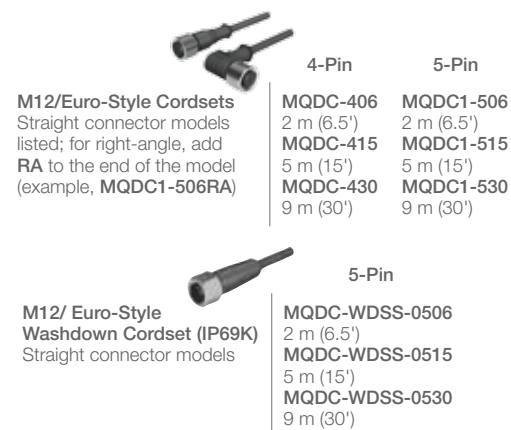 4-Pin 5-Pin
M12/Euro-Style Cordsets
Straight connector models
listed; for right-angle, add
RA to the end of the model
(example, MQDC1-506RA)
MQDC-406 MQDC1-506
2 m (6.5') 2 m (6.5')
MQDC-415 MQDC1-515
5 m (15') 5 m (15')
MQDC-430 MQDC1-530
9 m (30') 9 m (30')
5-Pin
M12/ Euro-Style
Washdown Cordset (IP69K)
Straight connector models
MQDC-WDSS-0506
2 m (6.5')
MQDC-WDSS-0515
5 m (15')
MQDC-WDSS-0530
9 m (30')